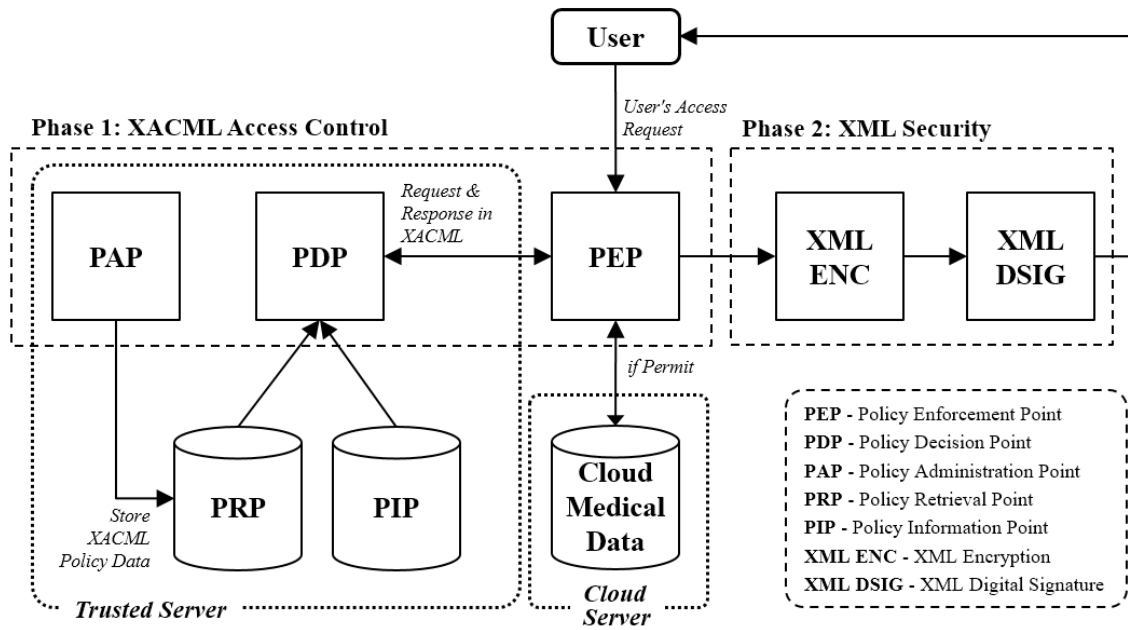 User
User's Access
Request
Phase 1: XACML Access Control
Phase 2: XML Security
PAP
PDP
Request &
Response in
XACML
PEP
XML
ENC
XML
DSIG
if Permit
PRP
PIP
Store
XACML
Policy Data
Cloud
Medical
Data
Trusted Server
Cloud
Server
PEP - Policy Enforcement Point
PDP - Policy Decision Point
PAP - Policy Administration Point
PRP - Policy Retrieval Point
PIP - Policy Information Point
XML ENC - XML Encryption
XML DSIG - XML Digital Signature